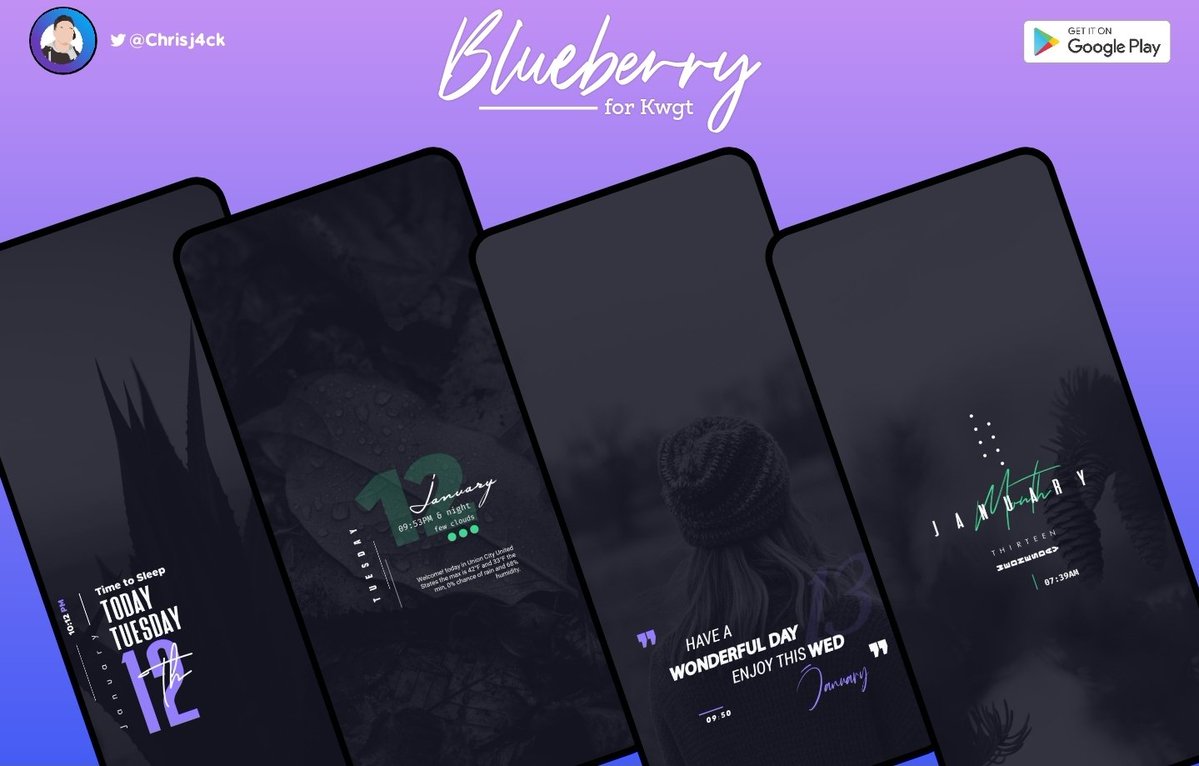 @Chrisj4ck
Blueberry
for Kwgt
GET IT ON
Google Play
10:12 PM
January
Time to Sleep
TODAY
TUESDAY
12
Th
TUESDAY
12
January
09:53PM & night
few clouds
Welcome! today in Union City United
States the max is 42°F and 33°F the
min, 0% chance of rain and 68%
humidity.
13
HAVE A
WONDERFUL DAY
ENJOY THIS WED
January
09:50
Month
JANUARY
THIRTEEN
WEDNESDAY
07:39AM